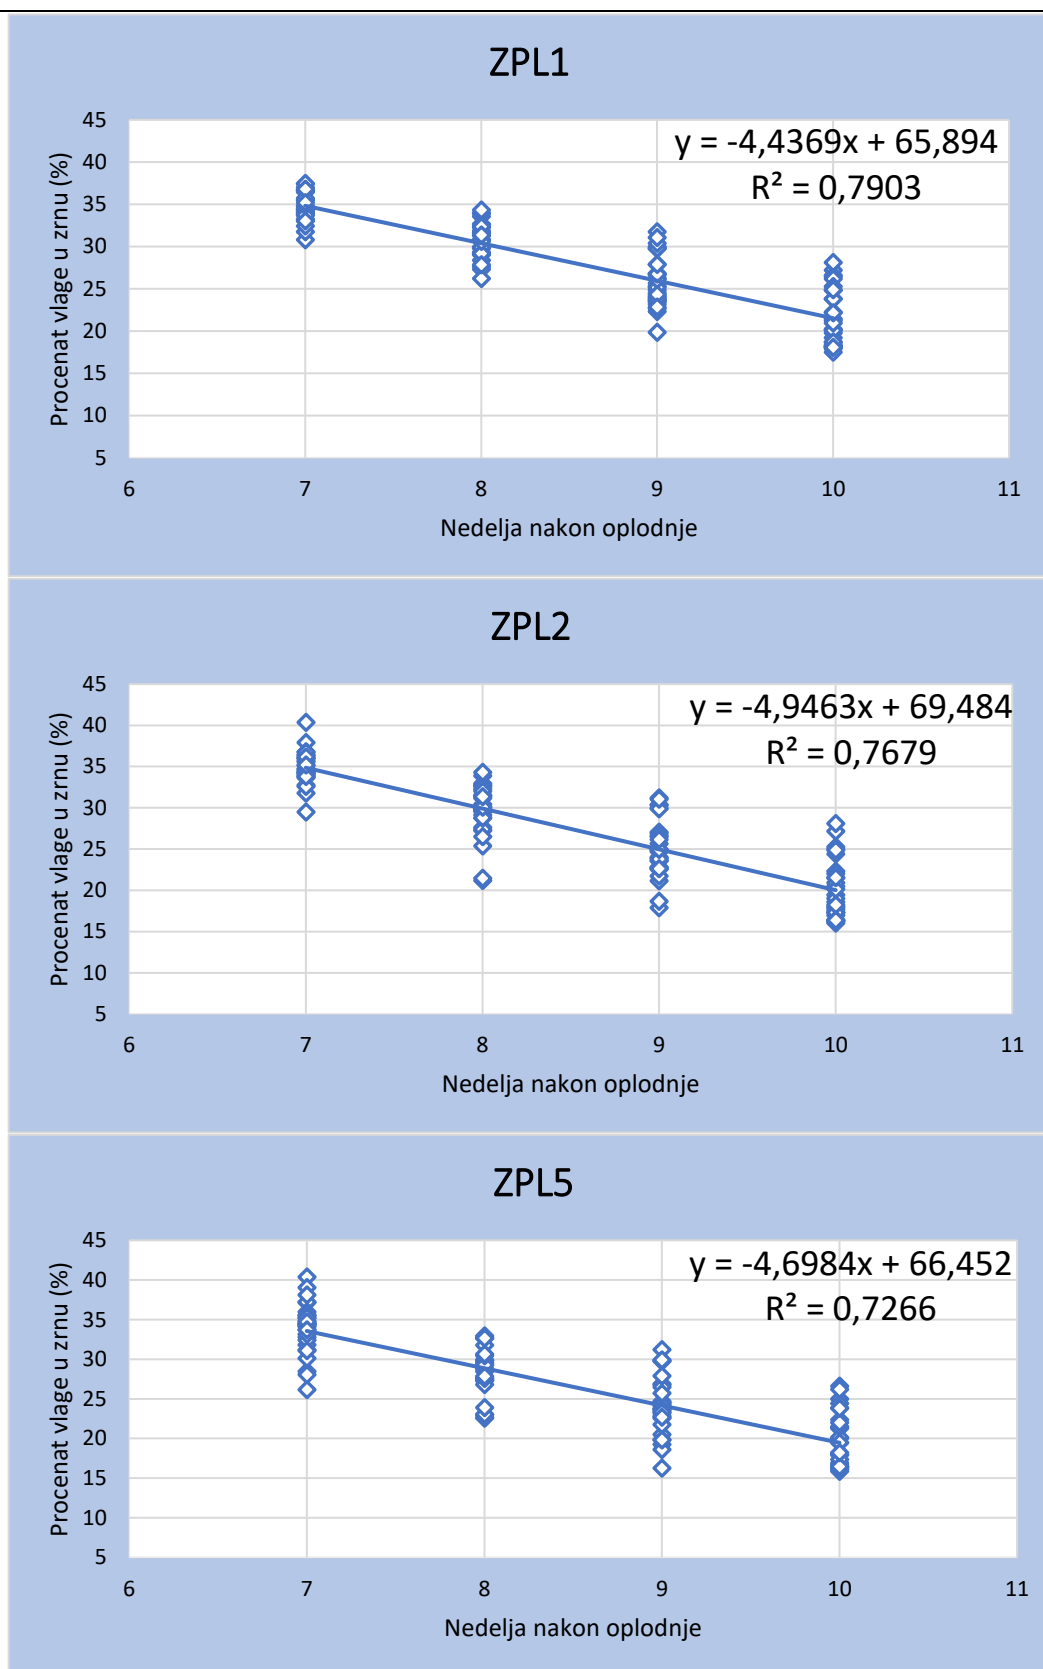 ZPL1
y = -4,4369x + 65,894
R² = 0,7903
Procenat vlage u zrnu (%)
45
40
35
30
25
20
15
10
5
6 7 8 9 10 11
Nedelja nakon oplodnje
ZPL2
y = -4,9463x + 69,484
R² = 0,7679
Procenat vlage u zrnu (%)
45
40
35
30
25
20
15
10
5
6 7 8 9 10 11
Nedelja nakon oplodnje
ZPL5
y = -4,6984x + 66,452
R² = 0,7266
Procenat vlage u zrnu (%)
45
40
35
30
25
20
15
10
5
6 7 8 9 10 11
Nedelja nakon oplodnje